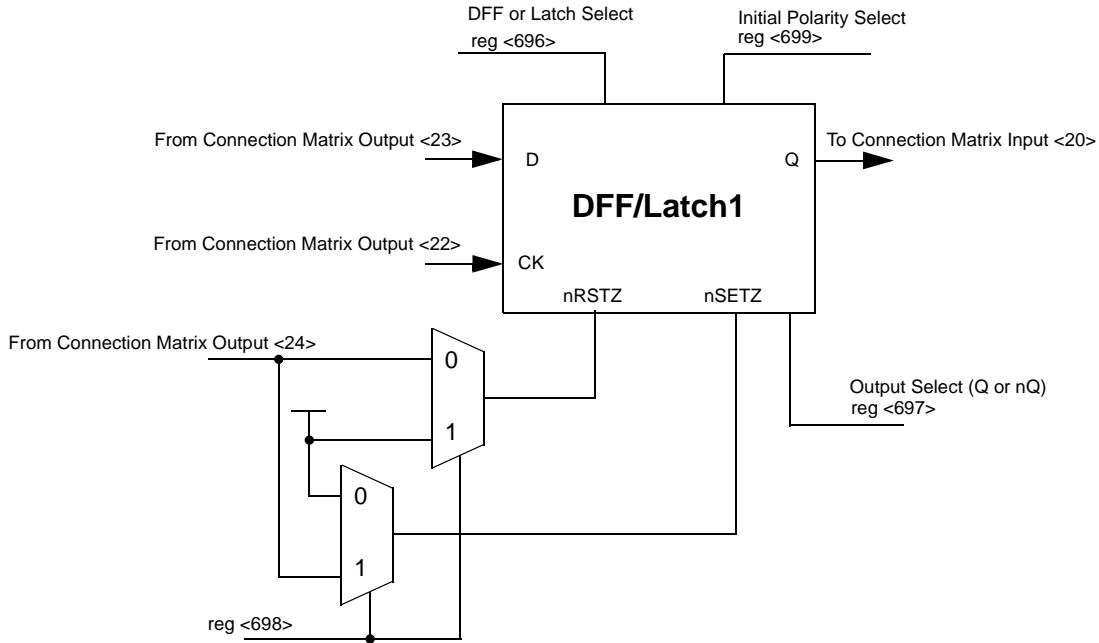 DFF or Latch Select
reg <696>
Initial Polarity Select
reg <699>
From Connection Matrix Output <23>
D
Q
To Connection Matrix Input <20>
DFF/Latch1
From Connection Matrix Output <22>
CK
nRSTZ
nSETZ
From Connection Matrix Output <24>
0
1
Output Select (Q or nQ)
reg <697>
0
1
reg <698>